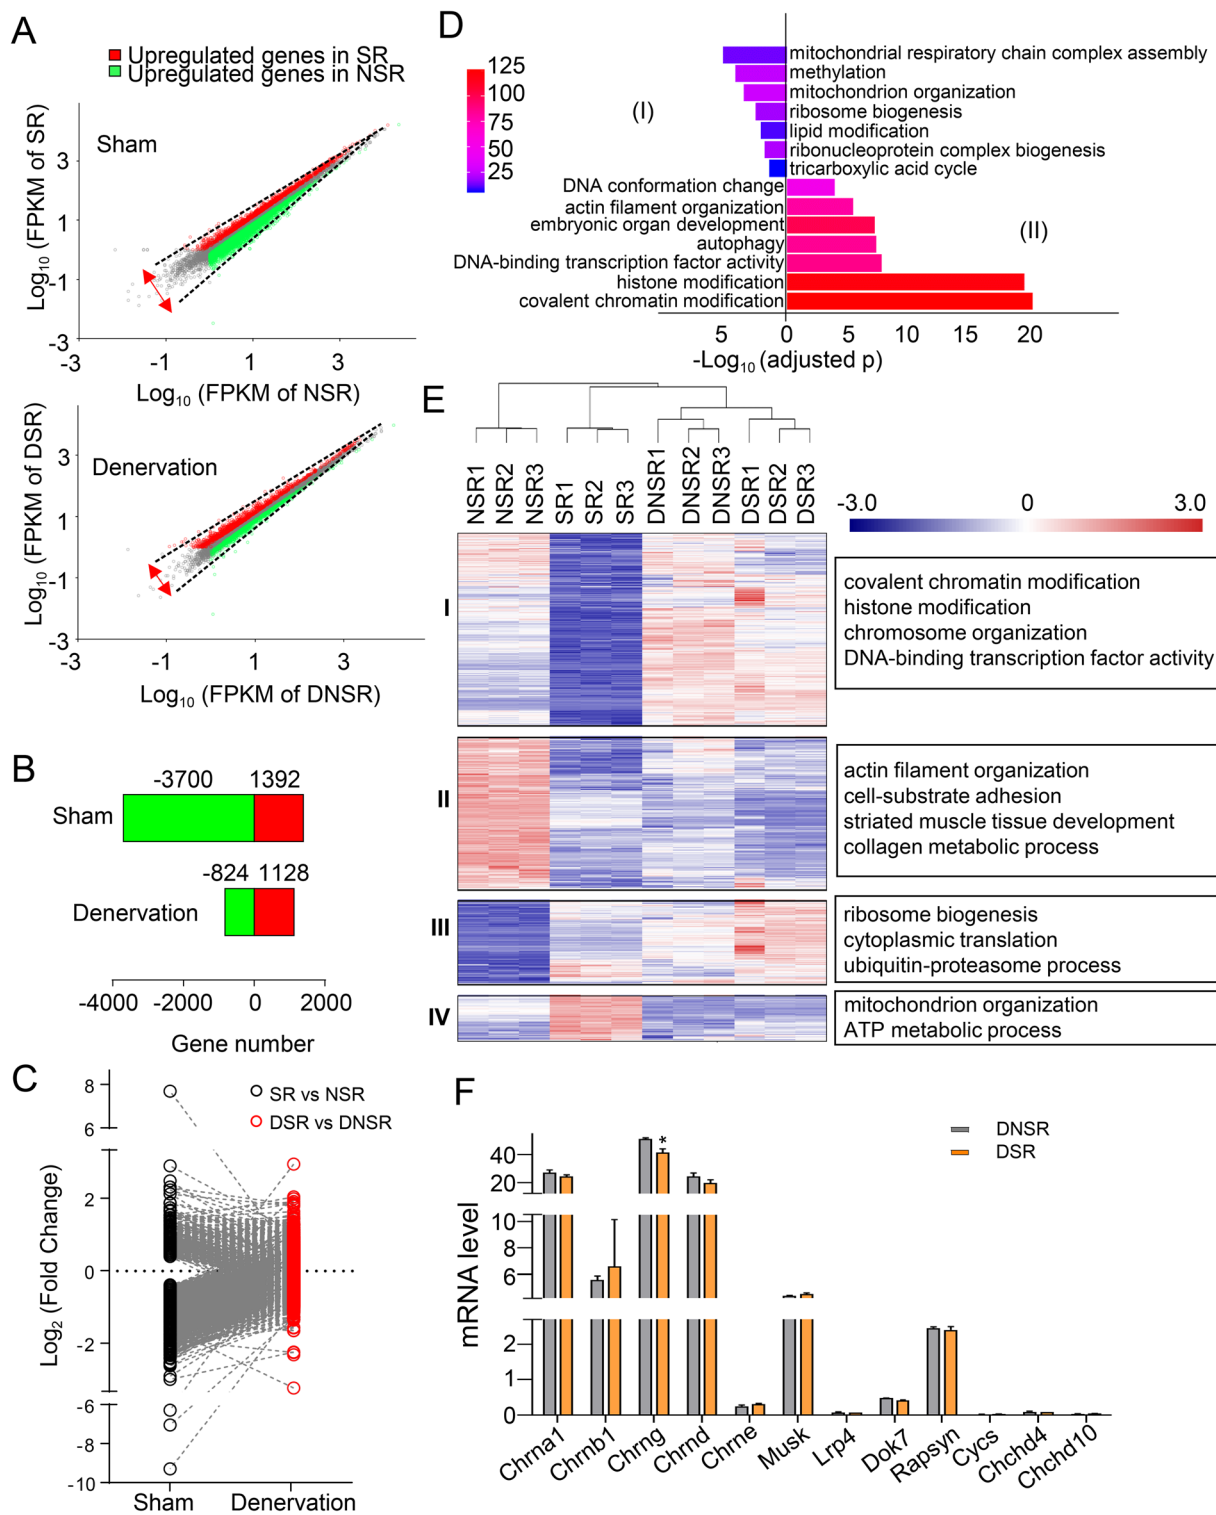 A
Upregulated genes in SR
Upregulated genes in NSR
Sham
Log10 (FPKM of SR)
3
1
-1
-3
-3
-1
1
3
Log10 (FPKM of NSR)
Denervation
Log10 (FPKM of DSR)
3
1
-1
-3
-3
-1
1
3
Log10 (FPKM of DNSR)
B
-3700
1392
Sham
-824
1128
Denervation
-4000
-2000
0
2000
Gene number
C
SR vs NSR
DSR vs DNSR
Log2 (Fold Change)
8
6
2
0
-2
-6
-8
-10
Sham
Denervation
D
125
100
75
50
25
(I)
mitochondrial respiratory chain complex assembly
methylation
mitochondrion organization
ribosome biogenesis
lipid modification
ribonucleoprotein complex biogenesis
tricarboxylic acid cycle
DNA conformation change
actin filament organization
embryonic organ development
autophagy
DNA-binding transcription factor activity
histone modification
covalent chromatin modification
(II)
5
0
5
10
15
20
-Log10 (adjusted p)
E
NSR1
NSR2
NSR3
SR1
SR2
SR3
DNSR1
DNSR2
DNSR3
DSR1
DSR2
DSR3
-3.0
0
3.0
I
covalent chromatin modification
histone modification
chromosome organization
DNA-binding transcription factor activity
II
actin filament organization
cell-substrate adhesion
striated muscle tissue development
collagen metabolic process
III
ribosome biogenesis
cytoplasmic translation
ubiquitin-proteasome process
IV
mitochondrion organization
ATP metabolic process
F
DNSR
DSR
mRNA level
40
20
10
8
6
2
1
0
*
Chrna1
Chrnb1
Chrng
Chrnd
Chrne
Musk
Lrp4
Dok7
Rapsyn
Cycs
Chchd4
Chchd10